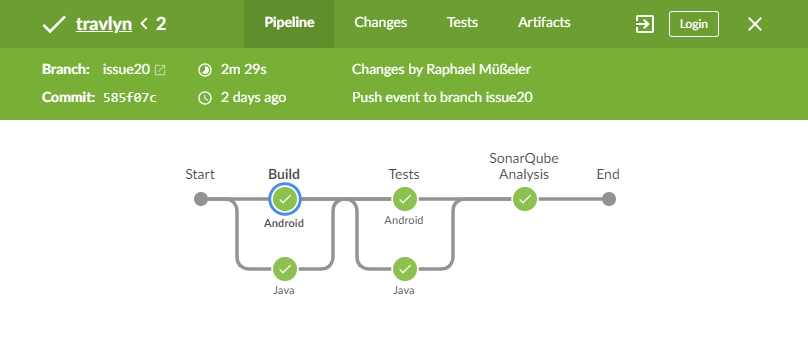 travlyn < 2 Pipeline Changes Tests Artifacts Login
Branch: issue20 2m 29s Changes by Raphael Müßeler
Commit: 585f07c 2 days ago Push event to branch issue20
SonarQube
Start Build Tests Analysis End
Android Android
Java Java